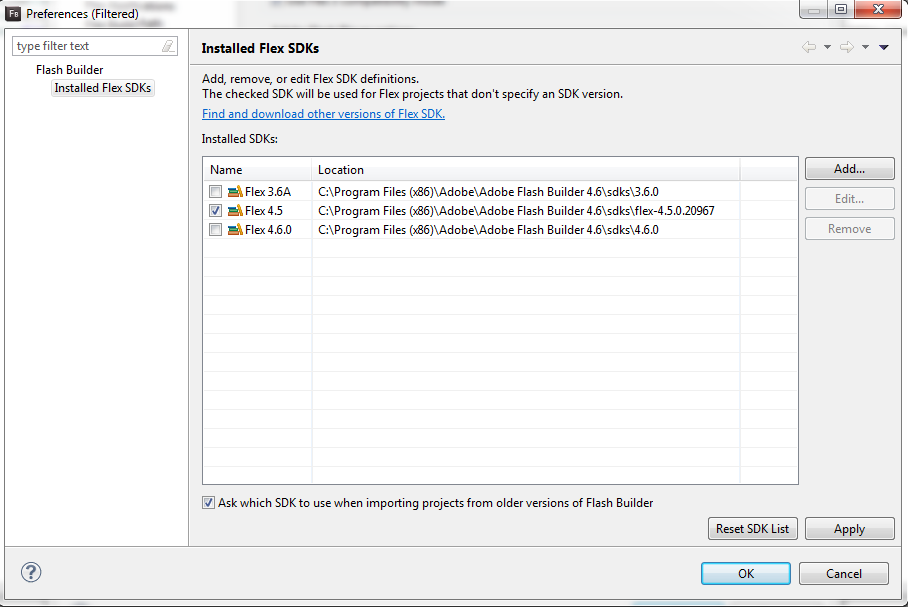 Fb Preferences (Filtered)
type filter text
Flash Builder
Installed Flex SDKs
Installed Flex SDKs
Add, remove, or edit Flex SDK definitions.
The checked SDK will be used for Flex projects that don't specify an SDK version.
Find and download other versions of Flex SDK.
Installed SDKs:
Name Location
Flex 3.6A C:\Program Files (x86)\Adobe\Adobe Flash Builder 4.6\sdks\3.6.0
Flex 4.5 C:\Program Files (x86)\Adobe\Adobe Flash Builder 4.6\sdks\flex-4.5.0.20967
Flex 4.6.0 C:\Program Files (x86)\Adobe\Adobe Flash Builder 4.6\sdks\4.6.0
Add...
Edit...
Remove
Ask which SDK to use when importing projects from older versions of Flash Builder
Reset SDK List Apply
? OK Cancel